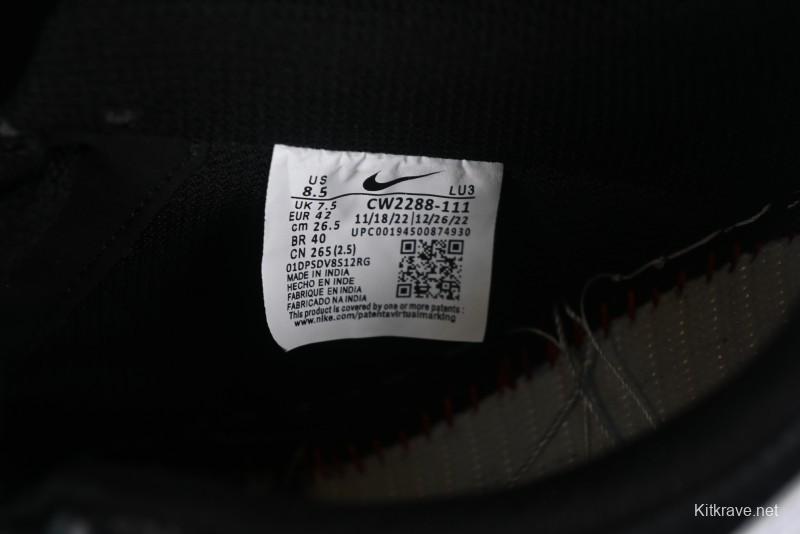 US
8.5
LU3
UK 7.5
CW2288-111
EUR 42
11/18/22 | 12/26/22
cm 26.5
UPC00194500874930
BR 40
CN 265 (2.5)
01DPSDV8S12RG
MADE IN INDIA
HECHO EN INDE
FABRIQUE EN INDIA
FABRICADO NA INDIA
This product is covered by one or more patents :
www.nike.com/patentsvirtualmarking
Kitkrave.net